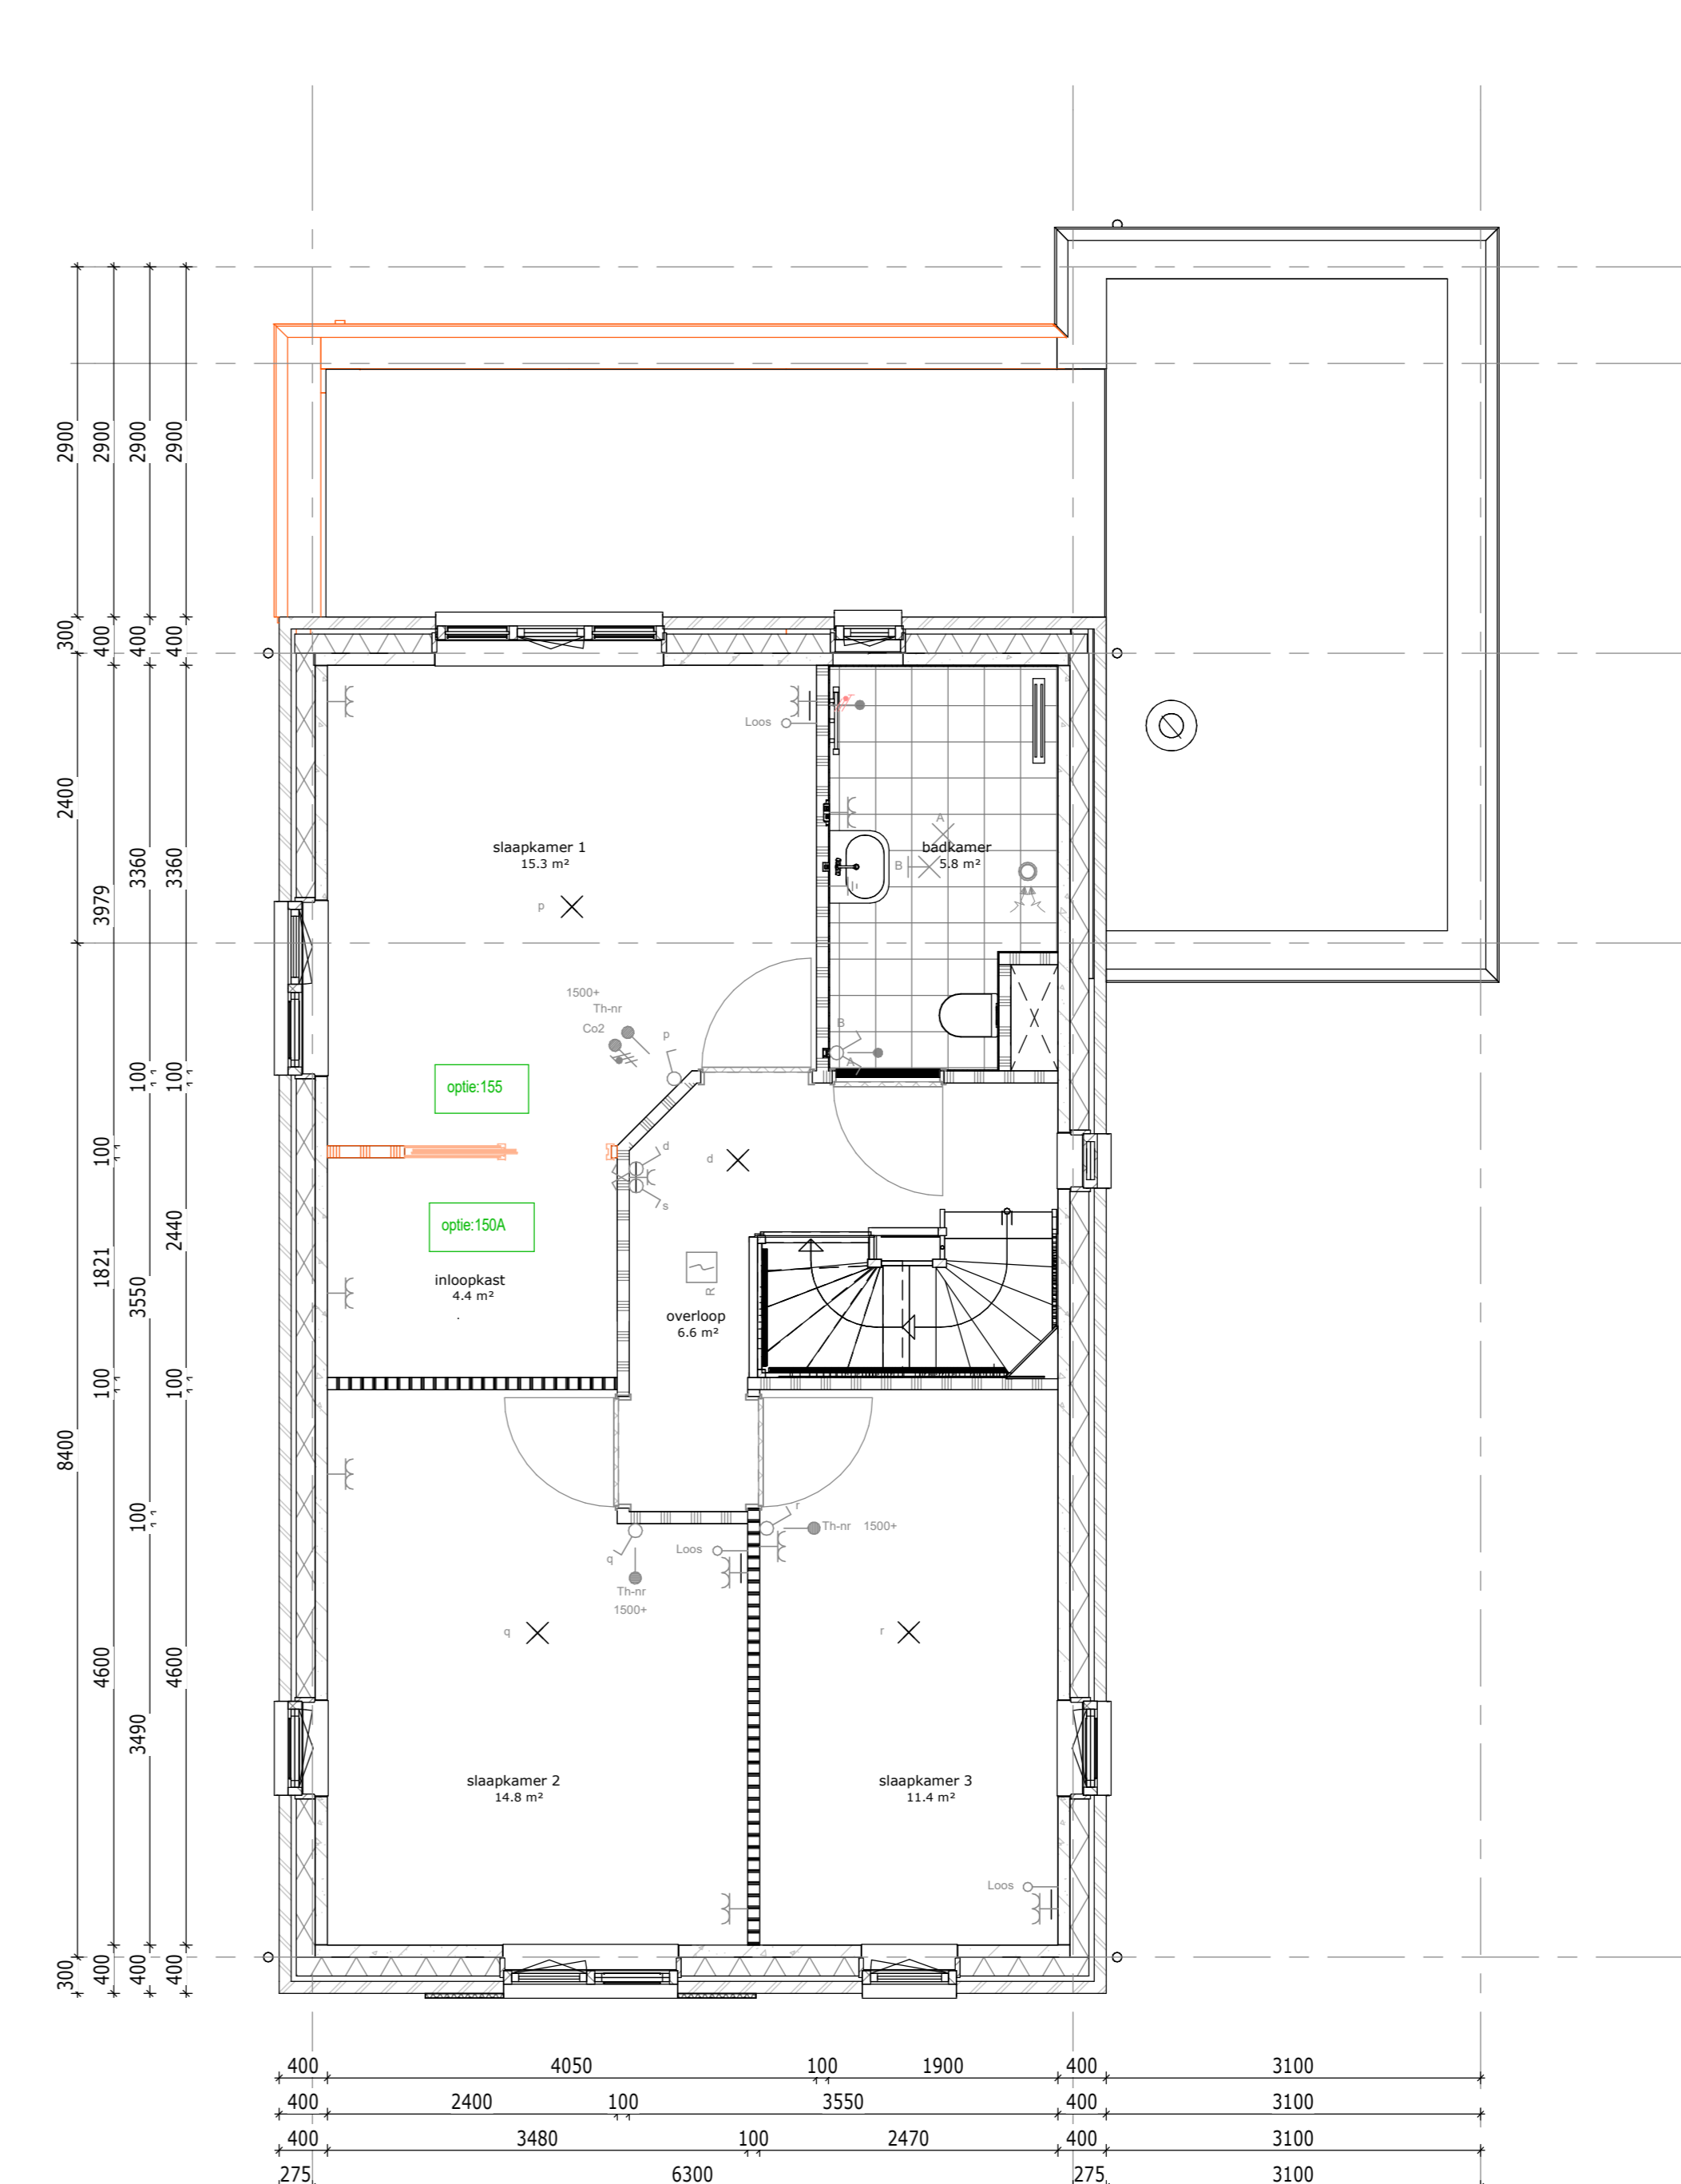 2900
2900
2900
2900
300
400
400
400
Loos
2400
A
slaapkamer 1
15.3 m²
badkamer
5.8 m²
B
3360
3360
3979
p
1500+
Th-nr
Co2
p
B
A
optie:155
100
100
100
d
d
s
optie:150A
2440
1821
3550
inloopkast
4.4 m²
R
overloop
6.6 m²
100
100
8400
100
r
Th-nr 1500+
Loos
q
Th-nr
1500+
q
r
4600
4600
3490
slaapkamer 2
14.8 m²
slaapkamer 3
11.4 m²
Loos
300
400
400
400
400 4050 100 1900 400 3100
400 2400 100 3550 400 3100
400 3480 100 2470 400 3100
275 6300 275 3100